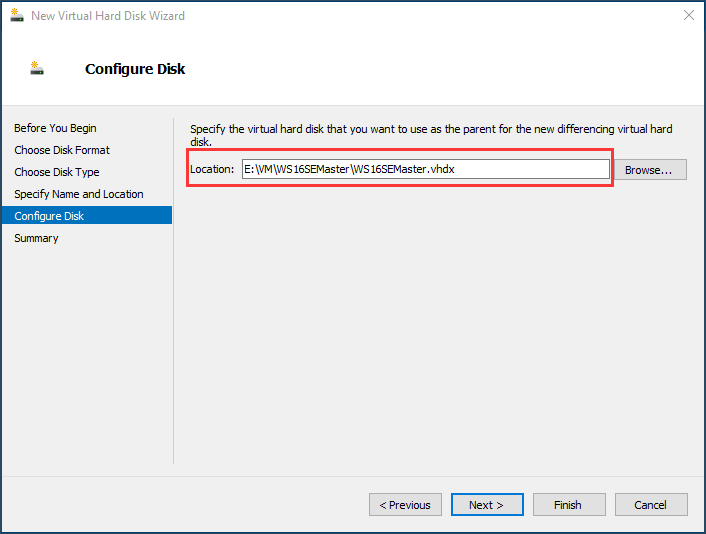 New Virtual Hard Disk Wizard
Configure Disk
Before You Begin
Choose Disk Format
Choose Disk Type
Specify Name and Location
Configure Disk
Summary
Specify the virtual hard disk that you want to use as the parent for the new differencing virtual hard
disk.
Location: E:\VM\WS16SEMaster\WS16SEMaster.vhdx Browse...
< Previous Next > Finish Cancel